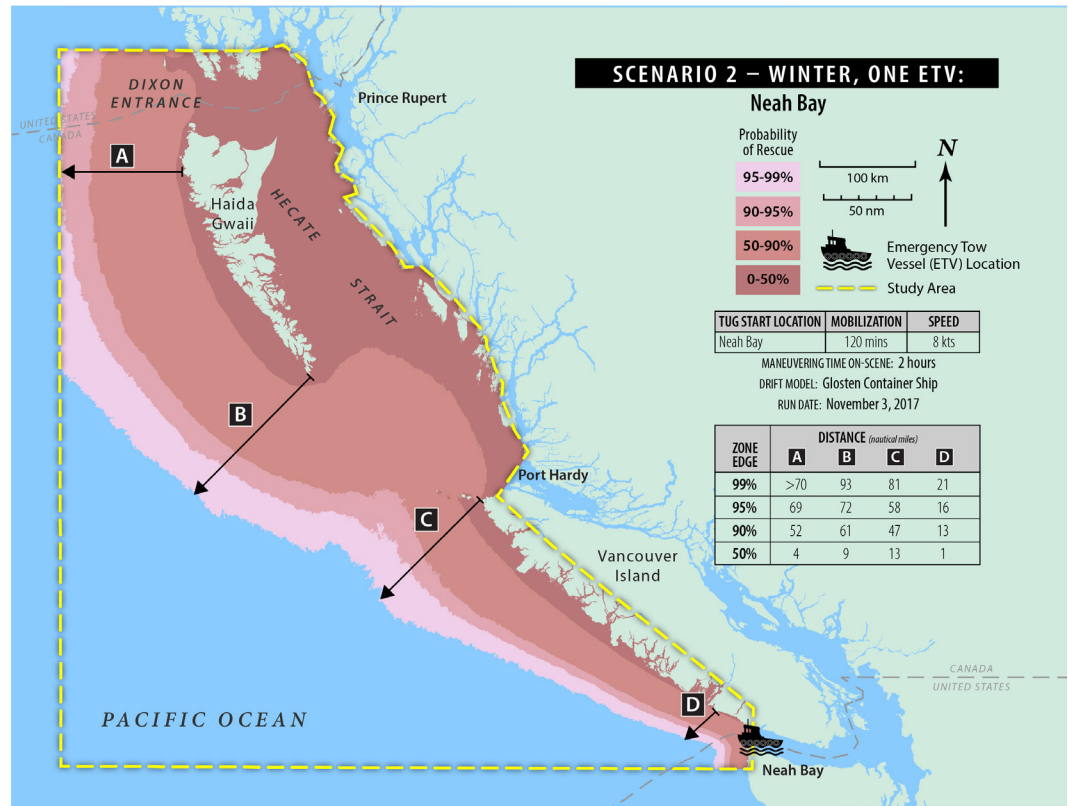 SCENARIO 2 – WINTER, ONE ETV:
Neah Bay
Probability
of Rescue
95-99%
90-95%
50-90%
0-50%
100 km
50 nm
N
Emergency Tow
Vessel (ETV) Location
Study Area
TUG START LOCATION MOBILIZATION SPEED
Neah Bay 120 mins 8 kts
MANEUVERING TIME ON-SCENE: 2 hours
DRIFT MODEL: Glosten Container Ship
RUN DATE: November 3, 2017
ZONE
EDGE
DISTANCE (nautical miles)
A B C D
99% >70 93 81 21
95% 69 72 58 16
90% 52 61 47 13
50% 4 9 13 1
DIXON
ENTRANCE
UNITED STATES
CANADA
Prince Rupert
A
Haida
Gwaii
HECATE
STRAIT
B
Port Hardy
C
Vancouver
Island
CANADA
UNITED STATES
D
PACIFIC OCEAN
Neah Bay